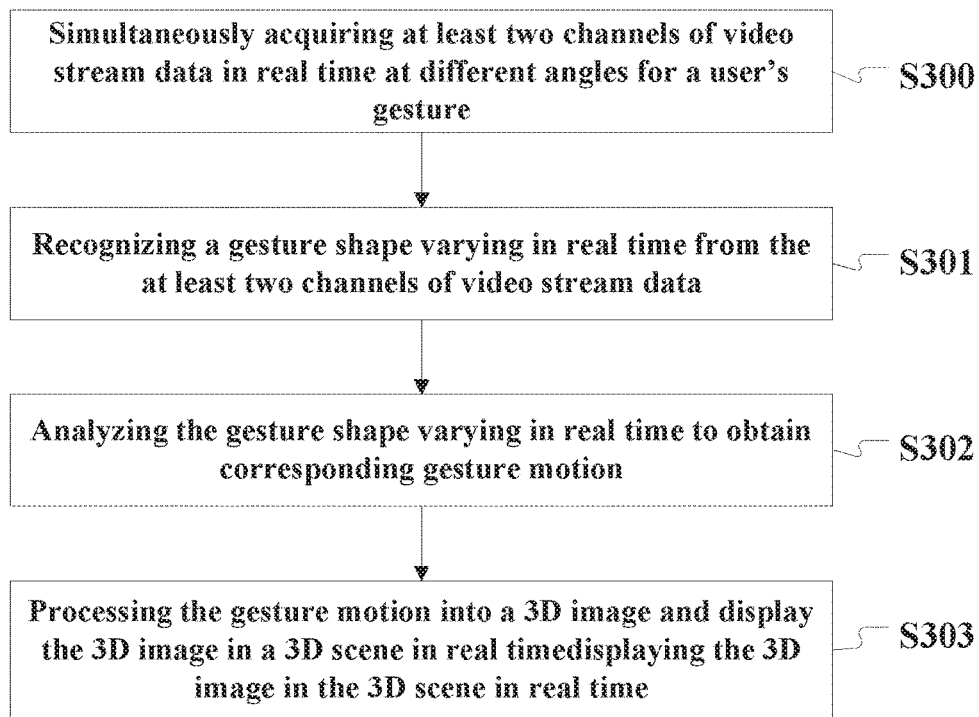 Simultaneously acquiring at least two channels of video
stream data in real time at different angles for a user's
gesture
S300
Recognizing a gesture shape varying in real time from the
at least two channels of video stream data
S301
Analyzing the gesture shape varying in real time to obtain
corresponding gesture motion
S302
Processing the gesture motion into a 3D image and display
the 3D image in a 3D scene in real timedisplaying the 3D
image in the 3D scene in real time
S303